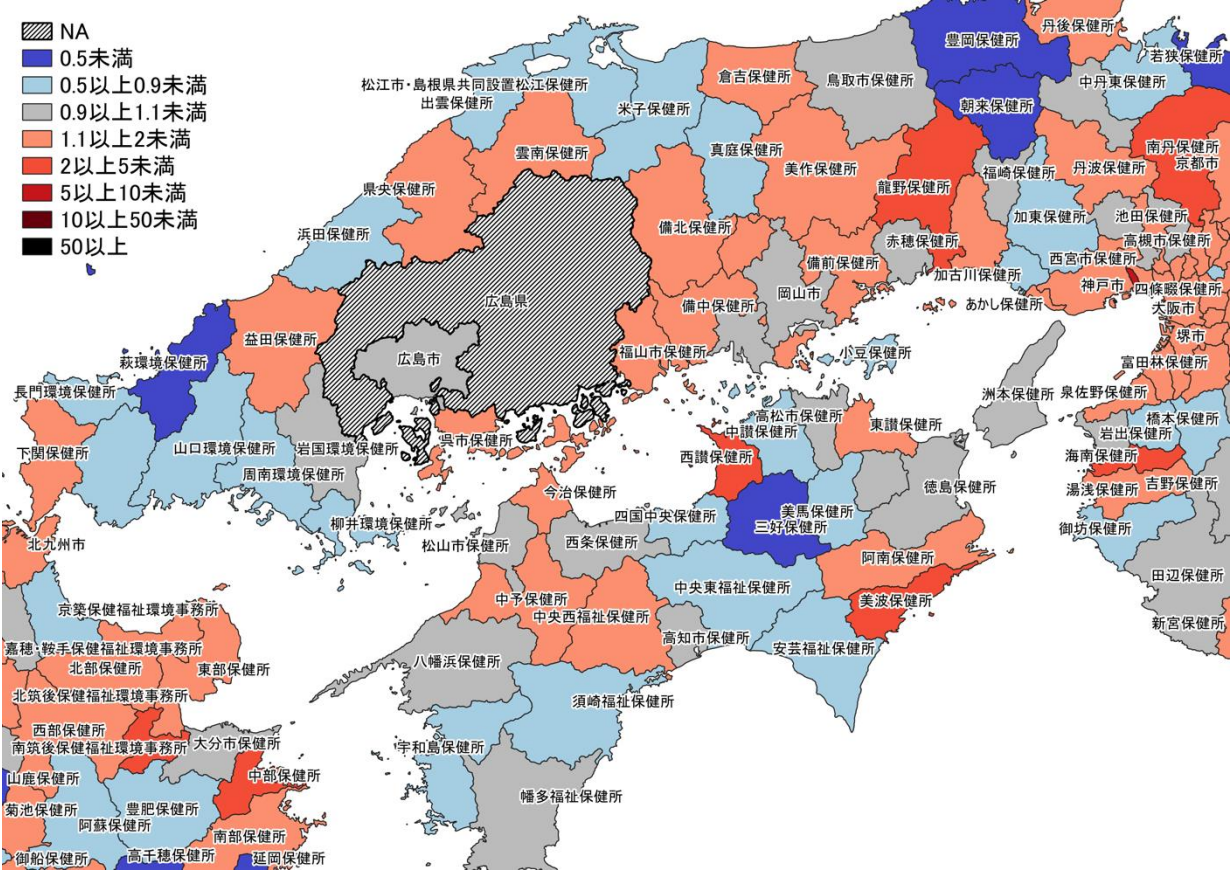 NA
0.5未満
0.5以上0.9未満
0.9以上1.1未満
1.1以上2未満
2以上5未満
5以上10未満
10以上50未満
50以上
丹後保健所
豊岡保健所
若狭保健所
松江市・島根県共同設置松江保健所
倉吉保健所
鳥取市保健所
中丹東保健所
出雲保健所
米子保健所
朝来保健所
雲南保健所
真庭保健所
美作保健所
南丹保健所
京都市
県央保健所
龍野保健所
福崎保健所
丹波保健所
浜田保健所
備北保健所
赤穂保健所
加東保健所
池田保健所
高槻市保健所
備前保健所
西宮市保健所
広島県
岡山市
加古川保健所
神戸市
四條畷保健所
備中保健所
あかし保健所
大阪市
益田保健所
広島市
福山市保健所
小豆保健所
堺市
萩環境保健所
富田林保健所
長門環境保健所
洲本保健所
泉佐野保健所
高松市保健所
東讃保健所
橋本保健所
中讃保健所
岩出保健所
下関保健所
山口環境保健所
岩国環境保健所
呉市保健所
西讃保健所
海南保健所
周南環境保健所
今治保健所
徳島保健所
湯浅保健所
吉野保健所
柳井環境保健所
四国中央保健所
美馬保健所
三好保健所
御坊保健所
北九州市
松山市保健所
西条保健所
阿南保健所
田辺保健所
中予保健所
中央東福祉保健所
美波保健所
京築保健福祉環境事務所
中央西福祉保健所
新宮保健所
嘉穂・鞍手保健福祉環境事務所
高知市保健所
安芸福祉保健所
北部保健所
東部保健所
八幡浜保健所
北筑後保健福祉環境事務所
須崎福祉保健所
西部保健所
南筑後保健福祉環境事務所
大分市保健所
宇和島保健所
山鹿保健所
中部保健所
幡多福祉保健所
菊池保健所
豊肥保健所
阿蘇保健所
南部保健所
御船保健所
高千穂保健所
延岡保健所